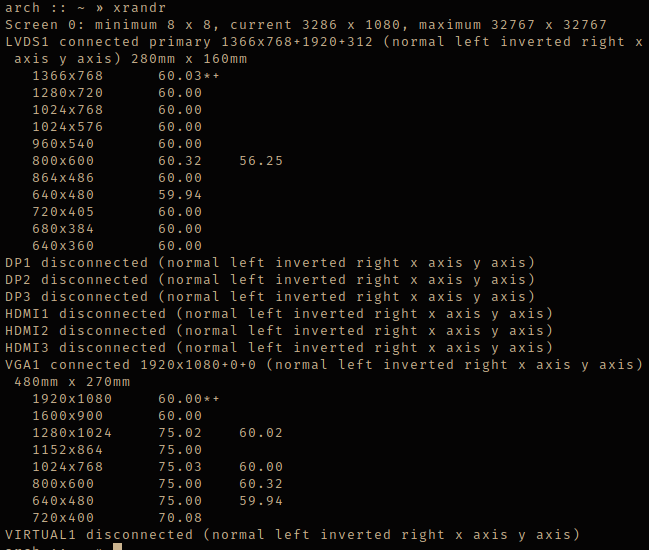 arch :: ~ » xrandr
Screen 0: minimum 8 x 8, current 3286 x 1080, maximum 32767 x 32767
LVDS1 connected primary 1366x768+1920+312 (normal left inverted right x
 axis y axis) 280mm x 160mm
   1366x768      60.03*+
   1280x720      60.00
   1024x768      60.00
   1024x576      60.00
   960x540       60.00
   800x600       60.32    56.25
   864x486       60.00
   640x480       59.94
   720x405       60.00
   680x384       60.00
   640x360       60.00
DP1 disconnected (normal left inverted right x axis y axis)
DP2 disconnected (normal left inverted right x axis y axis)
DP3 disconnected (normal left inverted right x axis y axis)
HDMI1 disconnected (normal left inverted right x axis y axis)
HDMI2 disconnected (normal left inverted right x axis y axis)
HDMI3 disconnected (normal left inverted right x axis y axis)
VGA1 connected 1920x1080+0+0 (normal left inverted right x axis y axis)
 480mm x 270mm
   1920x1080     60.00*+
   1600x900      60.00
   1280x1024     75.02    60.02
   1152x864      75.00
   1024x768      75.03    60.00
   800x600       75.00    60.32
   640x480       75.00    59.94
   720x400       70.08
VIRTUAL1 disconnected (normal left inverted right x axis y axis)
arch :: ~ »